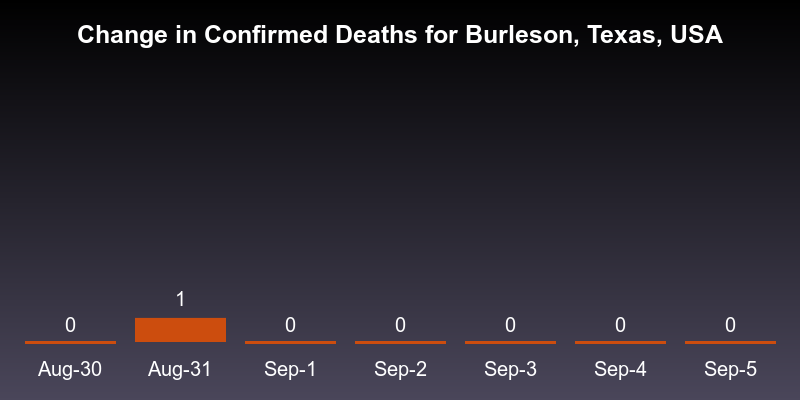 Change in Confirmed Deaths for Burleson, Texas, USA
1
0 0 0 0 0 0
Aug-30 Aug-31 Sep-1 Sep-2 Sep-3 Sep-4 Sep-5